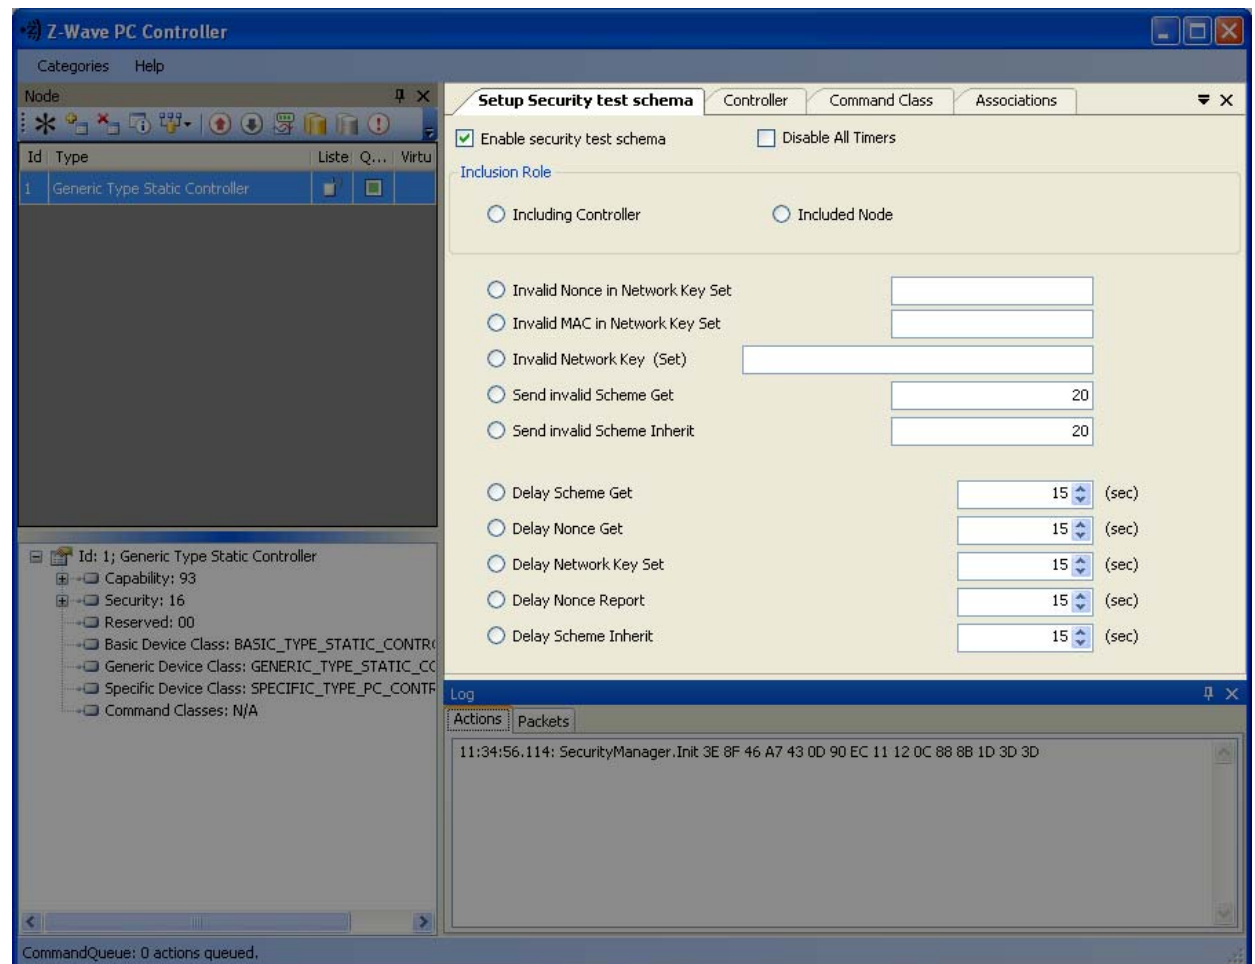 Z-Wave PC Controller
Categories Help
Node
Id Type Liste Q... Virtu
1 Generic Type Static Controller
Id: 1; Generic Type Static Controller
Capability: 93
Security: 16
Reserved: 00
Basic Device Class: BASIC_TYPE_STATIC_CONTR
Generic Device Class: GENERIC_TYPE_STATIC_CC
Specific Device Class: SPECIFIC_TYPE_PC_CONTR
Command Classes: N/A
Setup Security test schema Controller Command Class Associations
Enable security test schema Disable All Timers
Inclusion Role
Including Controller Included Node
Invalid Nonce in Network Key Set
Invalid MAC in Network Key Set
Invalid Network Key (Set)
Send invalid Scheme Get 20
Send invalid Scheme Inherit 20
Delay Scheme Get 15 (sec)
Delay Nonce Get 15 (sec)
Delay Network Key Set 15 (sec)
Delay Nonce Report 15 (sec)
Delay Scheme Inherit 15 (sec)
Log
Actions Packets
11:34:56.114: SecurityManager.Init 3E 8F 46 A7 43 0D 90 EC 11 12 0C 88 8B 1D 3D 3D
CommandQueue: 0 actions queued.